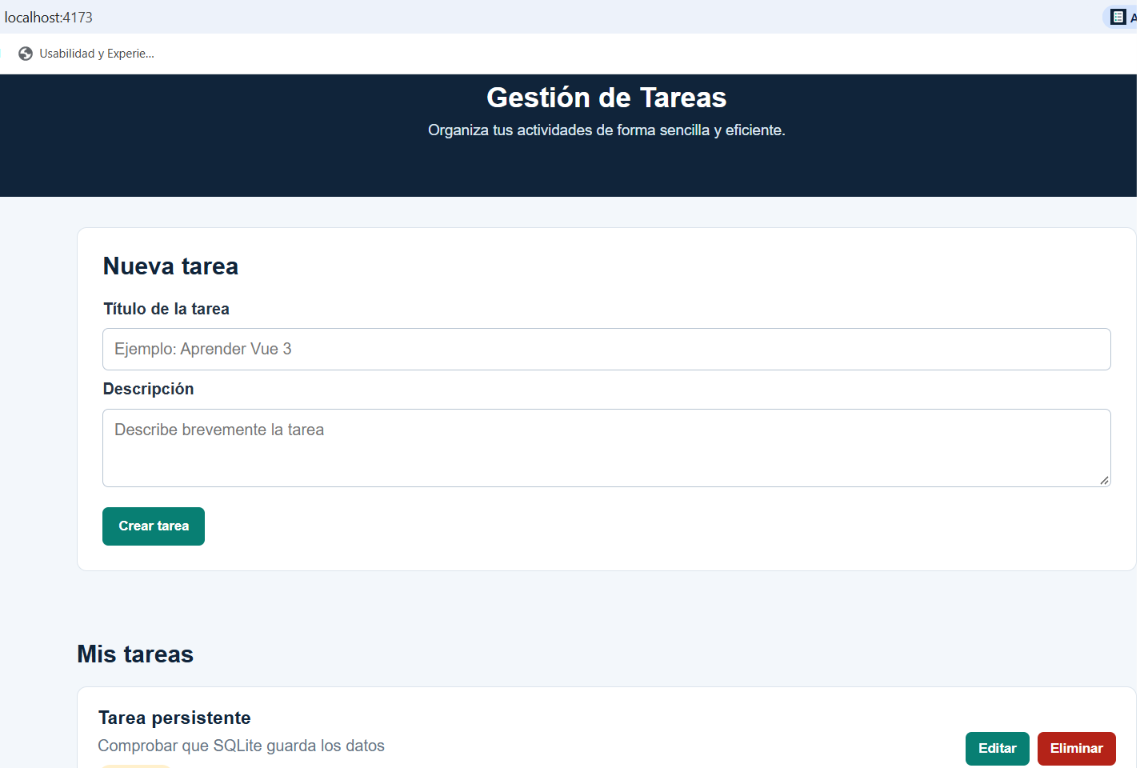 localhost:4173
A
Usabilidad y Experie...
Gestión de Tareas
Organiza tus actividades de forma sencilla y eficiente.
Nueva tarea
Título de la tarea
Ejemplo: Aprender Vue 3
Descripción
Describe brevemente la tarea
Crear tarea
Mis tareas
Tarea persistente
Comprobar que SQLite guarda los datos
Editar
Eliminar